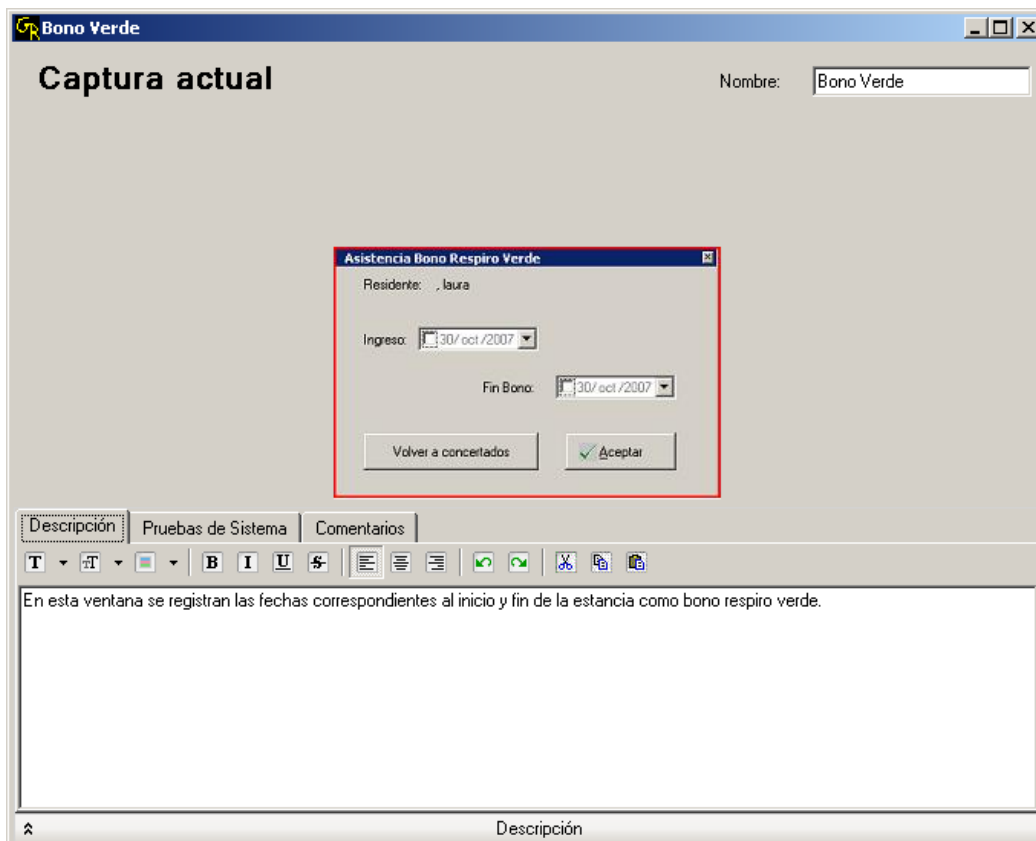 GR Bono Verde
Captura actual
Nombre: Bono Verde
Asistencia Bono Respiro Verde
Residente: , laura
Ingreso: 30/oct/2007
Fin Bono: 30/oct/2007
Volver a concertados Aceptar
Descripción Pruebas de Sistema Comentarios
T T B I U S
En esta ventana se registran las fechas correspondientes al inicio y fin de la estancia como bono respiro verde.
Descripción